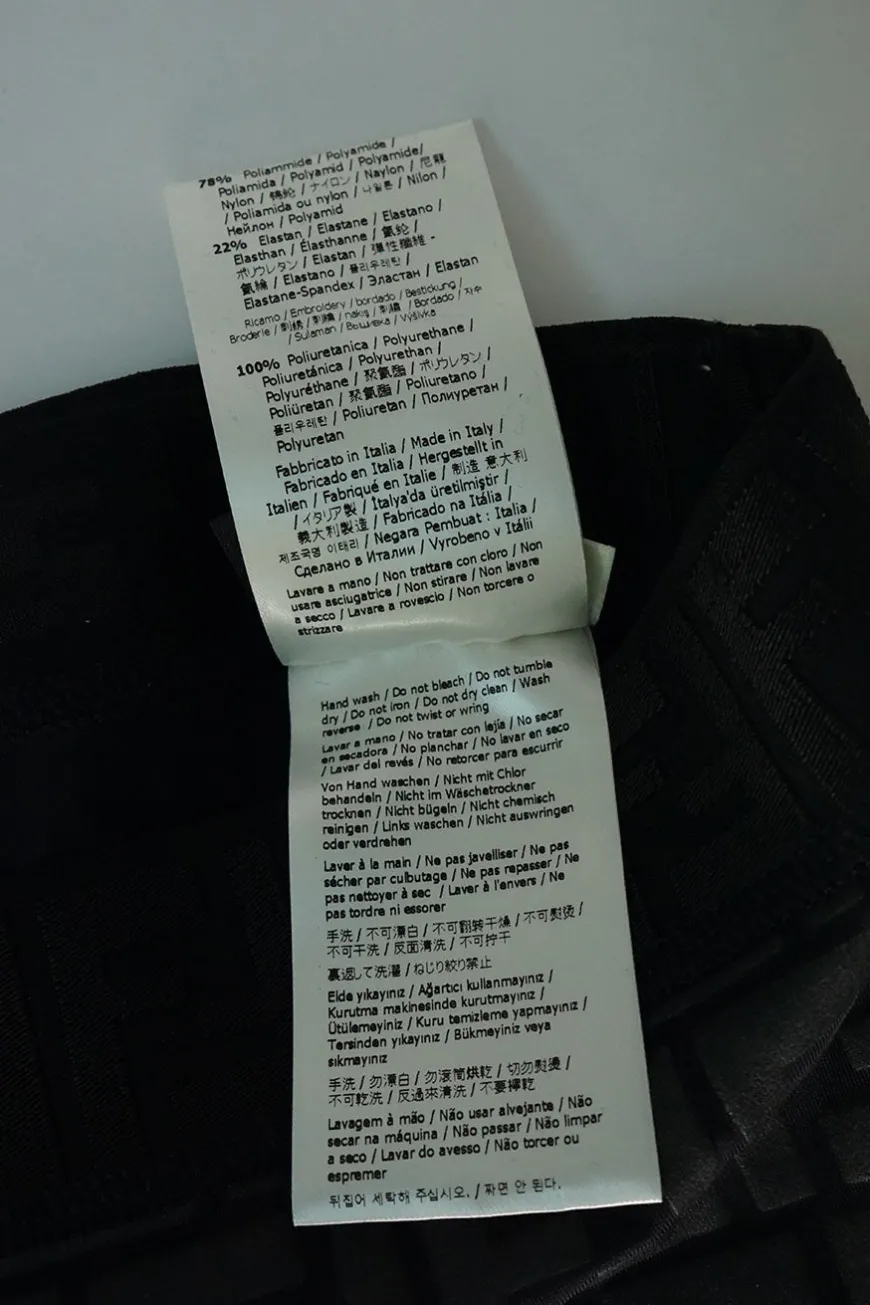 78% Poliammide / Polyamide /
Poliamida / Polyamid / Polyamide/
Nylon / 锦纶 / ナイロン / Naylon / 尼龍
/ Poliamida ou nylon / 나일론 / Nilon /
Нейлон / Polyamid
22% Elastan / Elastane / Elastano /
Elasthan / Élasthanne / 氨纶 /
ポリウレタン / Elastan / 彈性纖維 -
氨綸 / Elastano / 폴리우레탄 /
Elastane-Spandex / Эластан / Elastan
Ricamo / Embroidery / bordado / Bestickung /
Broderie / 刺绣 / 刺繍 / nakış / 刺繡 / Bordado / 자수
/ Sulaman / Вышивка / Výšivka
100% Poliuretanica / Polyurethane /
Poliuretánica / Polyurethan /
Polyuréthane / 聚氨酯 / ポリウレタン /
Poliüretan / 聚氨酯 / Poliuretano /
폴리우레탄 / Poliuretan / Полиуретан /
Polyuretan
Fabbricato in Italia / Made in Italy /
Fabricado en Italia / Hergestellt in
Italien / Fabriqué en Italie / 制造 意大利
/ イタリア製 / İtalya'da üretilmiştir /
義大利製造 / Fabricado na Itália /
제조국명 이태리 / Negara Pembuat : Italia /
Сделано в Италии / Vyrobeno v Itálii
Lavare a mano / Non trattare con cloro / Non
usare asciugatrice / Non stirare / Non lavare
a secco / Lavare a rovescio / Non torcere o
strizzare
Hand wash / Do not bleach / Do not tumble
dry / Do not iron / Do not dry clean / Wash
reverse / Do not twist or wring
Lavar a mano / No tratar con lejía / No secar
en secadora / No planchar / No lavar en seco
/ Lavar del revés / No retorcer para escurrir
Von Hand waschen / Nicht mit Chlor
behandeln / Nicht im Wäschetrockner
trocknen / Nicht bügeln / Nicht chemisch
reinigen / Links waschen / Nicht auswringen
oder verdrehen
Laver à la main / Ne pas javelliser / Ne pas
sécher par culbutage / Ne pas repasser / Ne
pas nettoyer à sec / Laver à l'envers / Ne
pas tordre ni essorer
手洗 / 不可漂白 / 不可翻转干燥 / 不可熨烫 /
不可干洗 / 反面清洗 / 不可拧干
裏返して洗濯 / ねじり絞り禁止
Elde yıkayınız / Ağartıcı kullanmayınız /
Kurutma makinesinde kurutmayınız /
Ütülemeyiniz / Kuru temizleme yapmayınız /
Tersinden yıkayınız / Bükmeyiniz veya
sıkmayınız
手洗 / 勿漂白 / 勿滚筒烘乾 / 切勿熨燙 /
不可乾洗 / 反過來清洗 / 不要擰乾
Lavagem à mão / Não usar alvejante / Não
secar na máquina / Não passar / Não limpar
a seco / Lavar do avesso / Não torcer ou
espremer
뒤집어 세탁해 주십시오. / 짜면 안 된다.